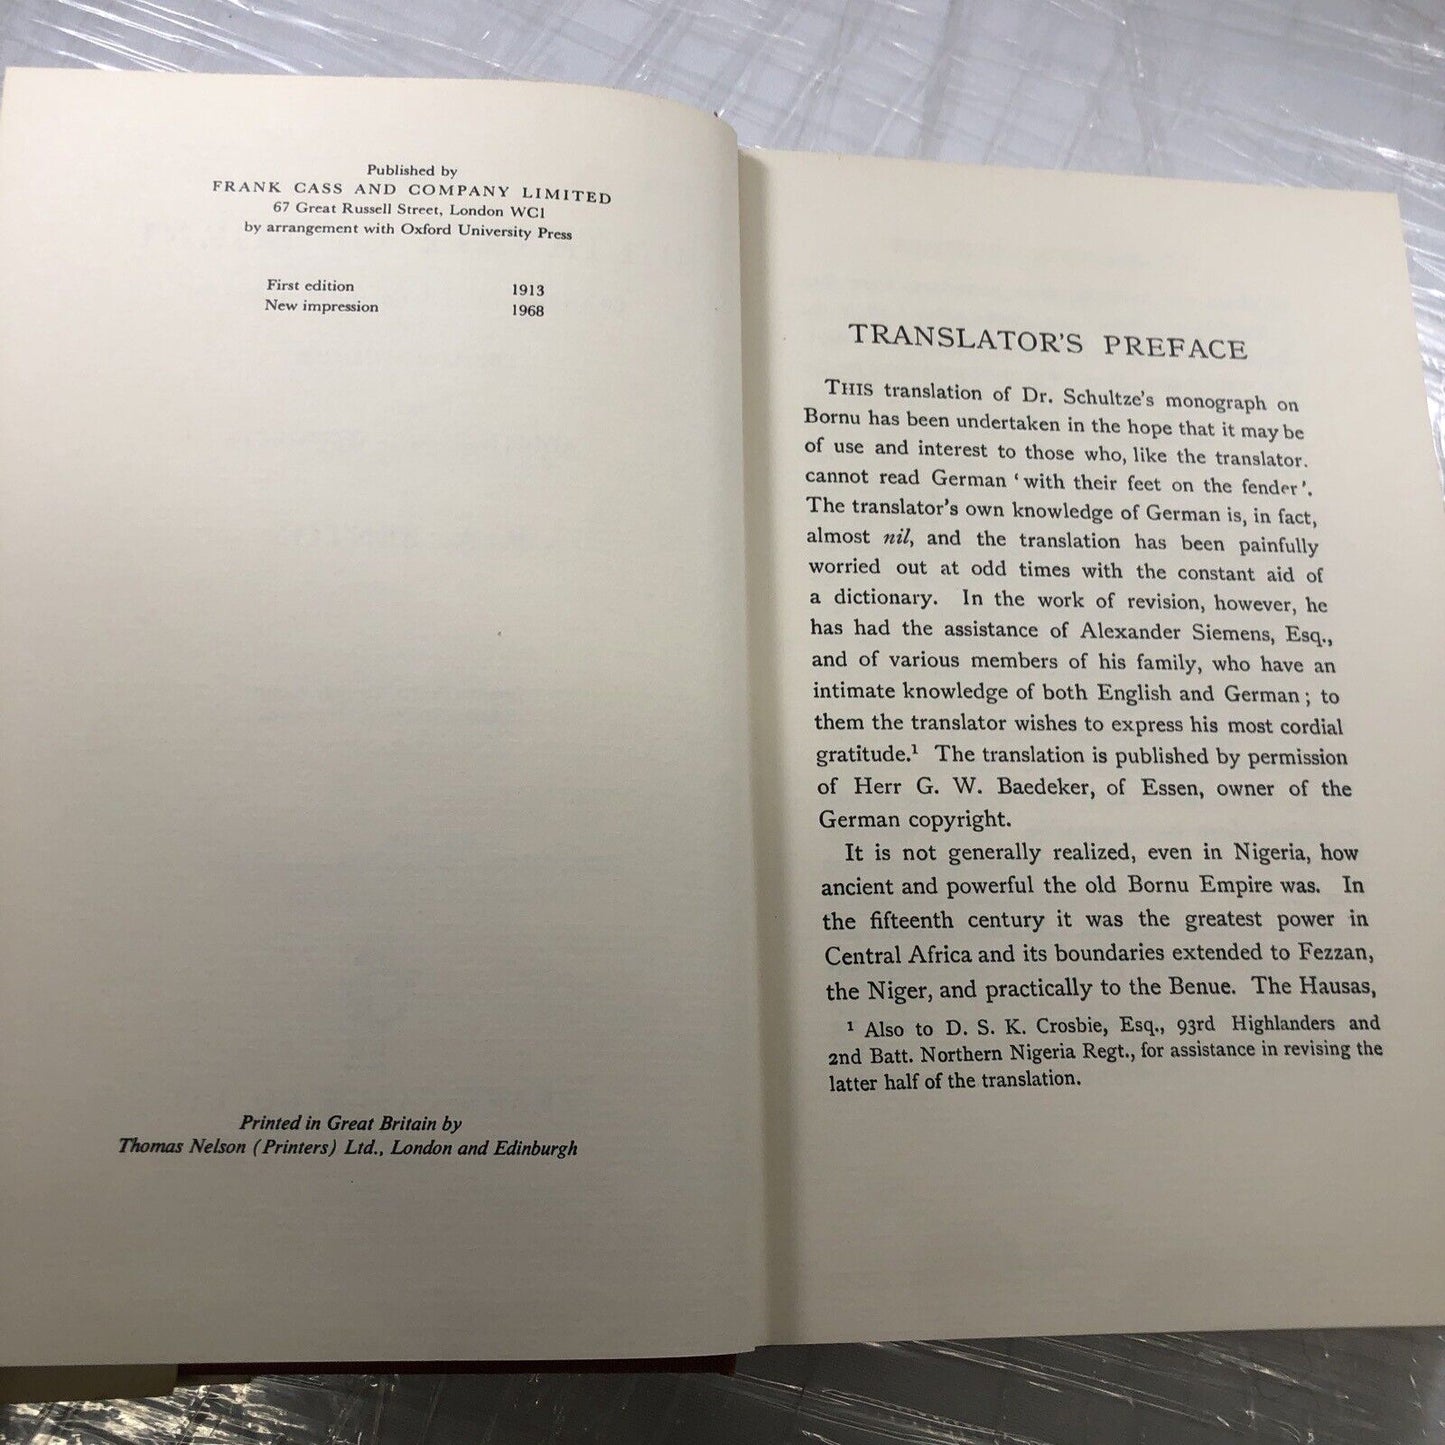 Published by
FRANK CASS AND COMPANY LIMITED
67 Great Russell Street, London WC1
by arrangement with Oxford University Press
First edition 1913
New impression 1968
Printed in Great Britain by
Thomas Nelson (Printers) Ltd., London and Edinburgh
TRANSLATOR'S PREFACE
THIS translation of Dr. Schultze's monograph on
Bornu has been undertaken in the hope that it may be
of use and interest to those who, like the translator.
cannot read German ‘with their feet on the fender’.
The translator's own knowledge of German is, in fact,
almost nil, and the translation has been painfully
worried out at odd times with the constant aid of
a dictionary. In the work of revision, however, he
has had the assistance of Alexander Siemens, Esq.,
and of various members of his family, who have an
intimate knowledge of both English and German; to
them the translator wishes to express his most cordial
gratitude.¹ The translation is published by permission
of Herr G. W. Baedeker, of Essen, owner of the
German copyright.
It is not generally realized, even in Nigeria, how
ancient and powerful the old Bornu Empire was. In
the fifteenth century it was the greatest power in
Central Africa and its boundaries extended to Fezzan,
the Niger, and practically to the Benue. The Hausas,
¹ Also to D. S. K. Crosbie, Esq., 93rd Highlanders and
2nd Batt. Northern Nigeria Regt., for assistance in revising the
latter half of the translation.